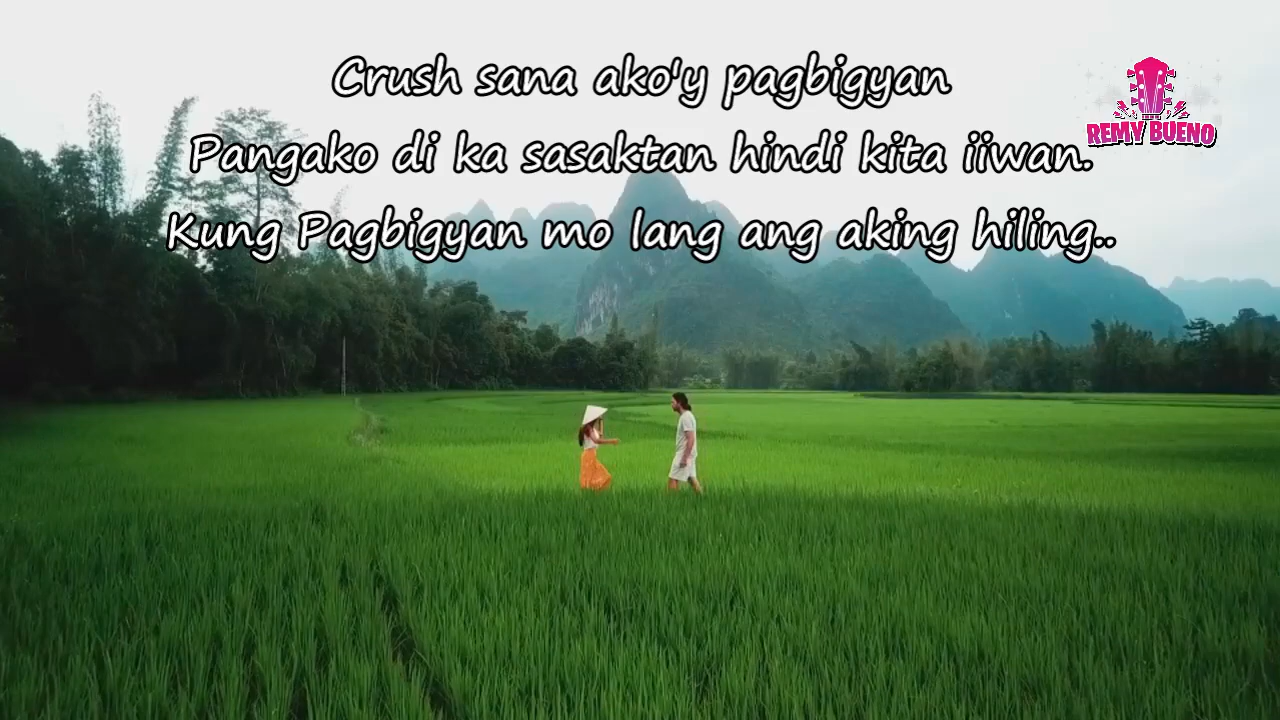 Crush sana ako'y pagbigyan
Pangako di ka sasaktan hindi kita iiwan.
Kung Pagbigyan mo lang ang aking hiling..
REMY BUENO